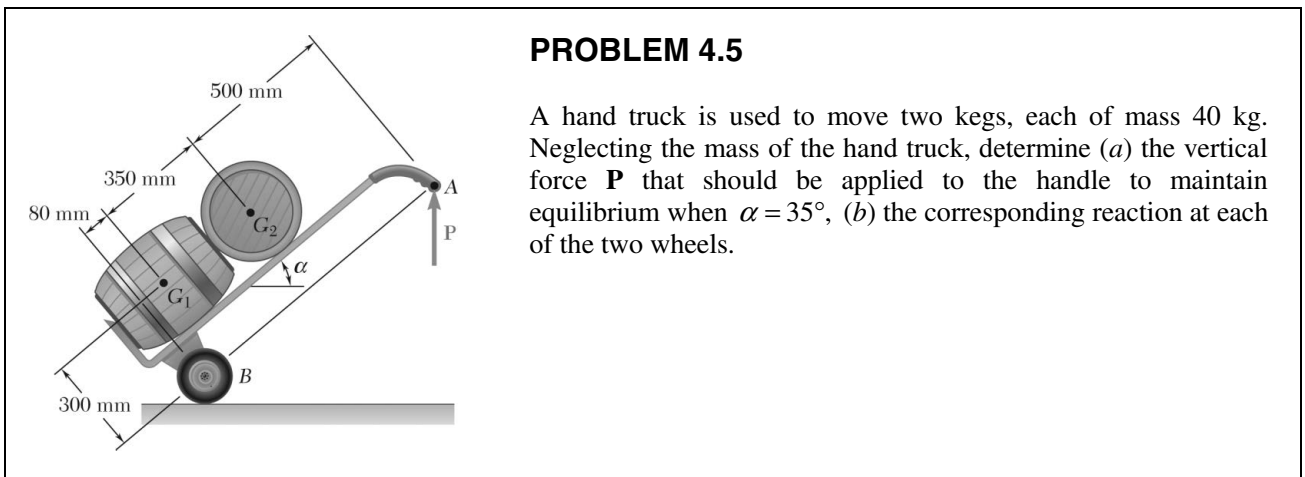 PROBLEM 4.5
A hand truck is used to move two kegs, each of mass 40 kg.
Neglecting the mass of the hand truck, determine (a) the vertical
force P that should be applied to the handle to maintain
equilibrium when α = 35°, (b) the corresponding reaction at each
of the two wheels.
500 mm
350 mm
80 mm
A
G2
P
α
G1
B
300 mm